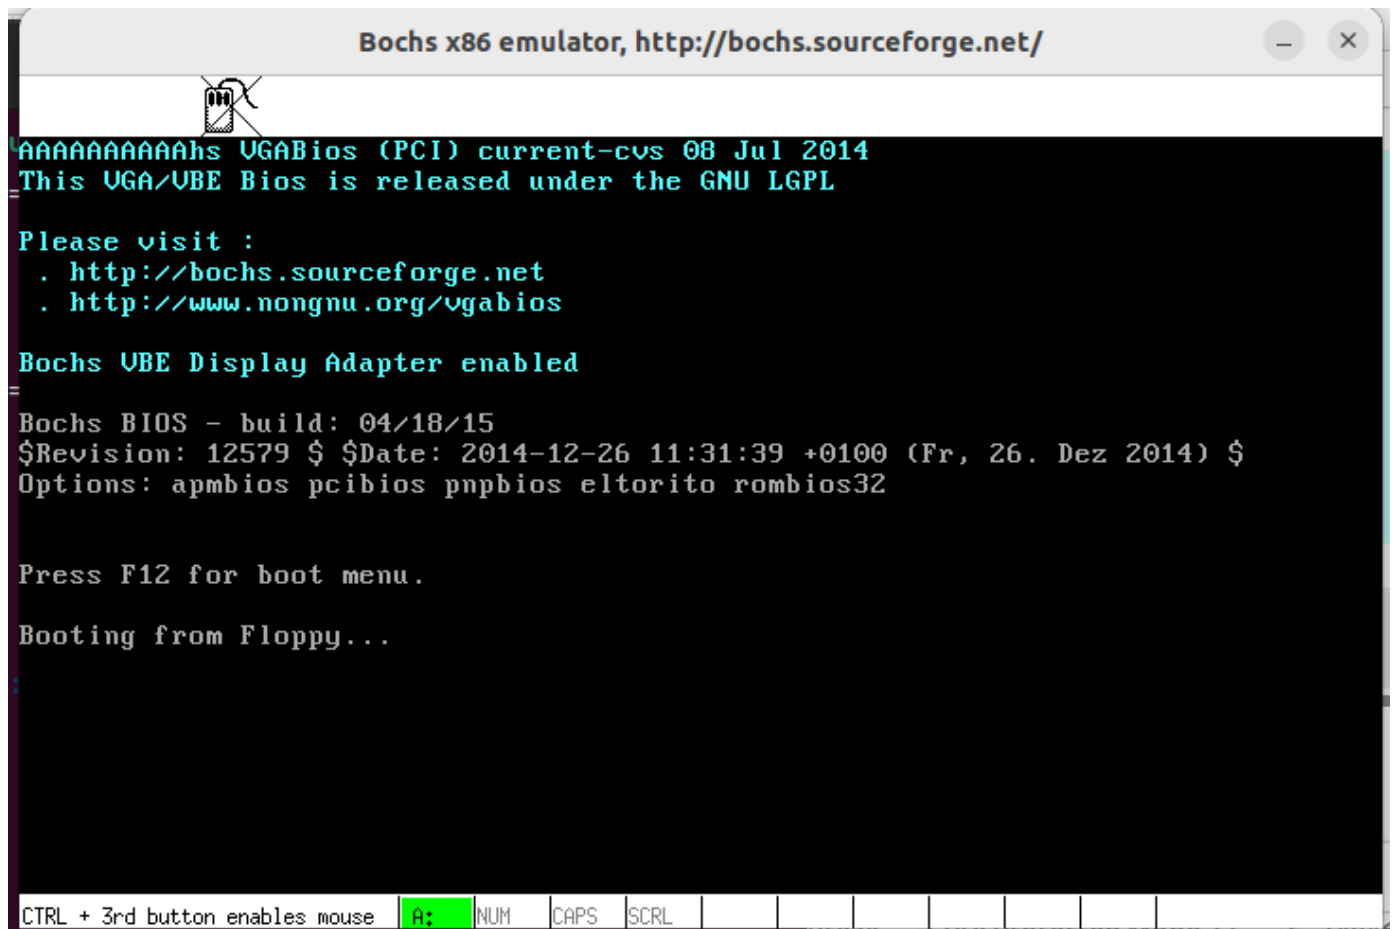 Bochs x86 emulator, http://bochs.sourceforge.net/
AAAAAAAAAAhs VGABios (PCI) current-cvs 08 Jul 2014
This VGA/VBE Bios is released under the GNU LGPL
Please visit :
. http://bochs.sourceforge.net
. http://www.nongnu.org/vgabios
Bochs VBE Display Adapter enabled
Bochs BIOS - build: 04/18/15
$Revision: 12579 $ $Date: 2014-12-26 11:31:39 +0100 (Fr, 26. Dez 2014) $
Options: apmbios pcibios pnpbios eltorito rombios32
Press F12 for boot menu.
Booting from Floppy...
CTRL + 3rd button enables mouse A: NUM CAPS SCRL